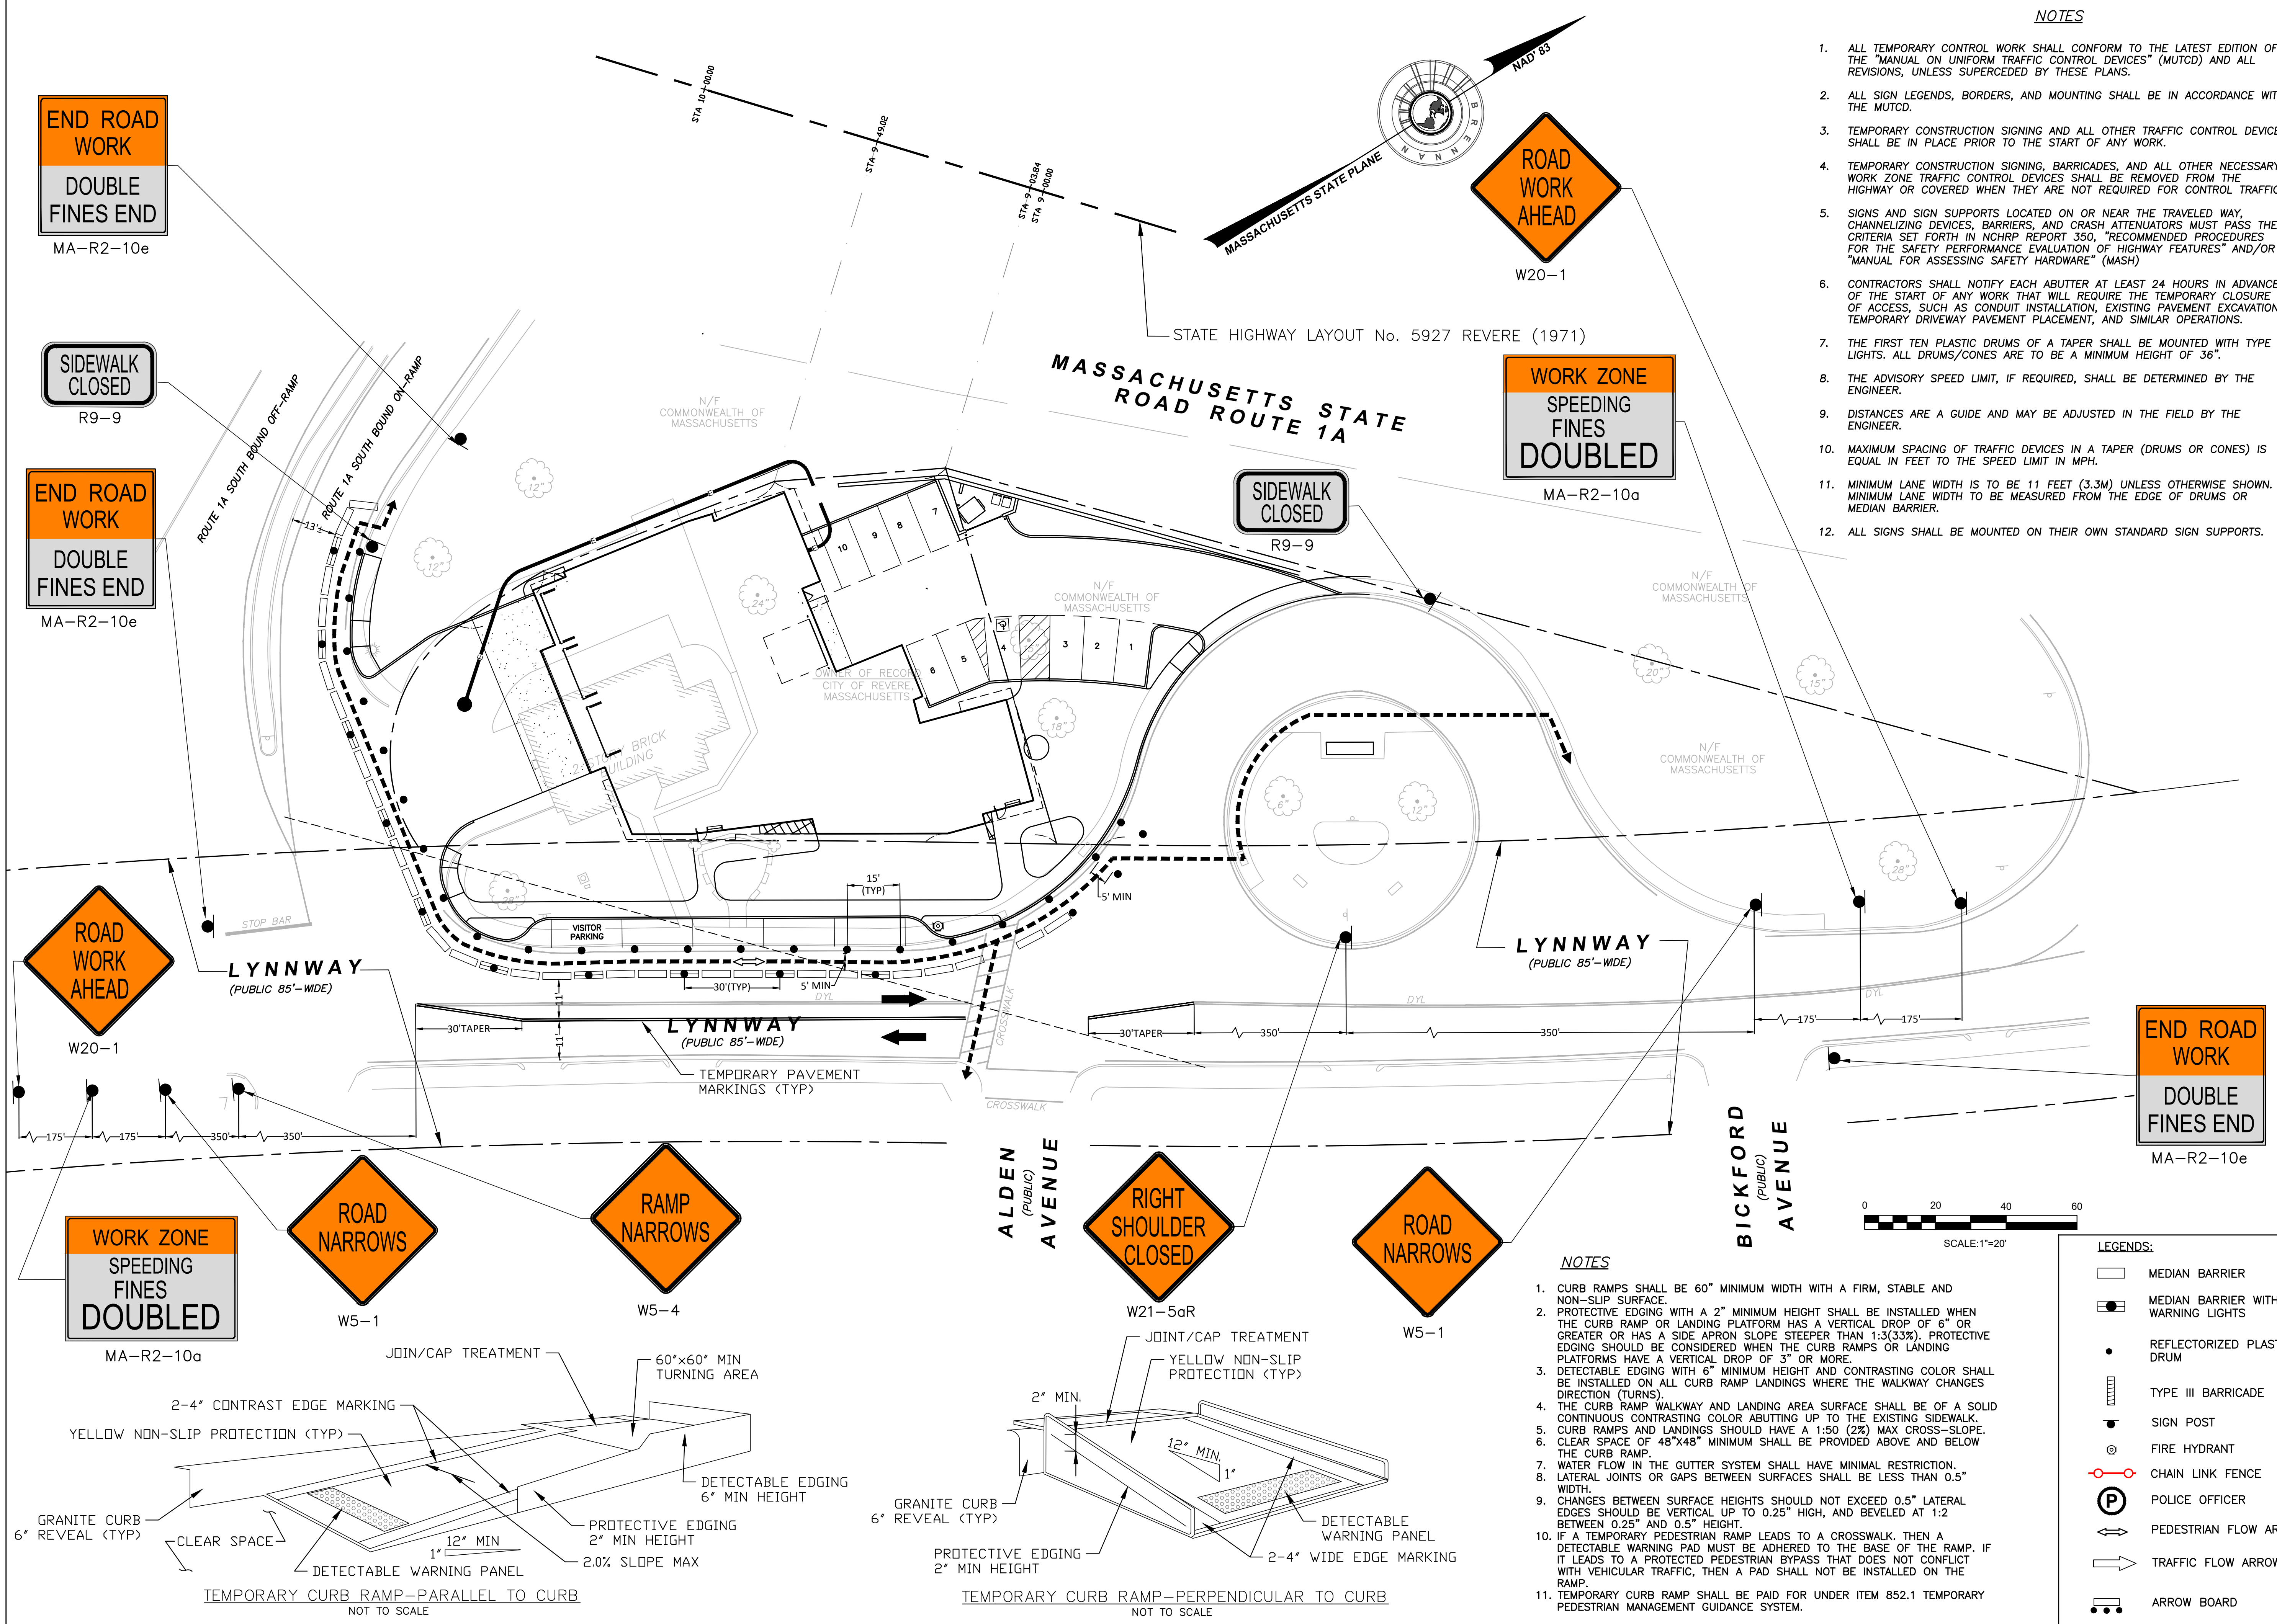 NOTES
1. ALL TEMPORARY CONTROL WORK SHALL CONFORM TO THE LATEST EDITION OF
THE "MANUAL ON UNIFORM TRAFFIC CONTROL DEVICES" (MUTCD) AND ALL
REVISIONS, UNLESS SUPERCEDED BY THESE PLANS.
2. ALL SIGN LEGENDS, BORDERS, AND MOUNTING SHALL BE IN ACCORDANCE WIT
THE MUTCD.
3. TEMPORARY CONSTRUCTION SIGNING AND ALL OTHER TRAFFIC CONTROL DEVICE
SHALL BE IN PLACE PRIOR TO THE START OF ANY WORK.
4. TEMPORARY CONSTRUCTION SIGNING, BARRICADES, AND ALL OTHER NECESSARY
WORK ZONE TRAFFIC CONTROL DEVICES SHALL BE REMOVED FROM THE
HIGHWAY OR COVERED WHEN THEY ARE NOT REQUIRED FOR CONTROL TRAFFIC
5. SIGNS AND SIGN SUPPORTS LOCATED ON OR NEAR THE TRAVELED WAY,
CHANNELIZING DEVICES, BARRIERS, AND CRASH ATTENUATORS MUST PASS THE
CRITERIA SET FORTH IN NCHRP REPORT 350, "RECOMMENDED PROCEDURES
FOR THE SAFETY PERFORMANCE EVALUATION OF HIGHWAY FEATURES" AND/OR
"MANUAL FOR ASSESSING SAFETY HARDWARE" (MASH)
6. CONTRACTORS SHALL NOTIFY EACH ABUTTER AT LEAST 24 HOURS IN ADVANCE
OF THE START OF ANY WORK THAT WILL REQUIRE THE TEMPORARY CLOSURE
OF ACCESS, SUCH AS CONDUIT INSTALLATION, EXISTING PAVEMENT EXCAVATION
TEMPORARY DRIVEWAY PAVEMENT PLACEMENT, AND SIMILAR OPERATIONS.
7. THE FIRST TEN PLASTIC DRUMS OF A TAPER SHALL BE MOUNTED WITH TYPE
LIGHTS. ALL DRUMS/CONES ARE TO BE A MINIMUM HEIGHT OF 36".
8. THE ADVISORY SPEED LIMIT, IF REQUIRED, SHALL BE DETERMINED BY THE
ENGINEER.
9. DISTANCES ARE A GUIDE AND MAY BE ADJUSTED IN THE FIELD BY THE
ENGINEER.
10. MAXIMUM SPACING OF TRAFFIC DEVICES IN A TAPER (DRUMS OR CONES) IS
EQUAL IN FEET TO THE SPEED LIMIT IN MPH.
11. MINIMUM LANE WIDTH IS TO BE 11 FEET (3.3M) UNLESS OTHERWISE SHOWN.
MINIMUM LANE WIDTH TO BE MEASURED FROM THE EDGE OF DRUMS OR
MEDIAN BARRIER.
12. ALL SIGNS SHALL BE MOUNTED ON THEIR OWN STANDARD SIGN SUPPORTS.
END ROAD
WORK
DOUBLE
FINES END
MA-R2-10e
SIDEWALK
CLOSED
R9-9
END ROAD
WORK
DOUBLE
FINES END
MA-R2-10e
STA 10+00.00
STA 9+49.02
STA 9+03.84
STA 9+00.00
NAD' 83
BRENNAN
MASSACHUSETTS STATE PLANE
ROAD
WORK
AHEAD
W20-1
STATE HIGHWAY LAYOUT No. 5927 REVERE (1971)
MASSACHUSETTS STATE
ROAD ROUTE 1A
WORK ZONE
SPEEDING
FINES
DOUBLED
MA-R2-10a
SIDEWALK
CLOSED
R9-9
ROUTE 1A SOUTH BOUND OFF-RAMP
ROUTE 1A SOUTH BOUND ON-RAMP
13'±
N/F
COMMONWEALTH OF
MASSACHUSETTS
12"
12"
24"
10
9
8
7
N/F
COMMONWEALTH OF
MASSACHUSETTS
6
5
4
3
2
1
OWNER OF RECORD
CITY OF REVERE,
MASSACHUSETTS
18"
2-STORY BRICK
BUILDING
N/F
COMMONWEALTH OF
MASSACHUSETTS
20"
15"
N/F
COMMONWEALTH OF
MASSACHUSETTS
6"
12"
28"
28"
15'
(TYP)
5' MIN
VISITOR
PARKING
STOP BAR
ROAD
WORK
AHEAD
W20-1
LYNNWAY
(PUBLIC 85'-WIDE)
30'(TYP)
5' MIN
DYL
11'
11'
30'TAPER
LYNNWAY
(PUBLIC 85'-WIDE)
TEMPORARY PAVEMENT
MARKINGS (TYP)
CROSSWALK
CROSSWALK
LYNNWAY
(PUBLIC 85'-WIDE)
DYL
DYL
30'TAPER
350'
350'
175'
175'
175'
175'
350'
350'
END ROAD
WORK
DOUBLE
FINES END
MA-R2-10e
ALDEN
(PUBLIC)
AVENUE
BICKFORD
(PUBLIC)
AVENUE
WORK ZONE
SPEEDING
FINES
DOUBLED
MA-R2-10a
ROAD
NARROWS
W5-1
RAMP
NARROWS
W5-4
RIGHT
SHOULDER
CLOSED
W21-5aR
ROAD
NARROWS
W5-1
0 20 40 60
SCALE:1"=20'
JOIN/CAP TREATMENT
60"x60" MIN
TURNING AREA
2-4" CONTRAST EDGE MARKING
YELLOW NON-SLIP PROTECTION (TYP)
DETECTABLE EDGING
6" MIN HEIGHT
GRANITE CURB
6" REVEAL (TYP)
CLEAR SPACE
12" MIN
1"
PROTECTIVE EDGING
2" MIN HEIGHT
2.0% SLOPE MAX
DETECTABLE WARNING PANEL
TEMPORARY CURB RAMP-PARALLEL TO CURB
NOT TO SCALE
JOINT/CAP TREATMENT
YELLOW NON-SLIP
PROTECTION (TYP)
2" MIN.
12" MIN.
1"
GRANITE CURB
6" REVEAL (TYP)
DETECTABLE
WARNING PANEL
PROTECTIVE EDGING
2" MIN HEIGHT
2-4" WIDE EDGE MARKING
TEMPORARY CURB RAMP-PERPENDICULAR TO CURB
NOT TO SCALE
NOTES
1. CURB RAMPS SHALL BE 60" MINIMUM WIDTH WITH A FIRM, STABLE AND
NON-SLIP SURFACE.
2. PROTECTIVE EDGING WITH A 2" MINIMUM HEIGHT SHALL BE INSTALLED WHEN
THE CURB RAMP OR LANDING PLATFORM HAS A VERTICAL DROP OF 6" OR
GREATER OR HAS A SIDE APRON SLOPE STEEPER THAN 1:3(33%). PROTECTIVE
EDGING SHOULD BE CONSIDERED WHEN THE CURB RAMPS OR LANDING
PLATFORMS HAVE A VERTICAL DROP OF 3" OR MORE.
3. DETECTABLE EDGING WITH 6" MINIMUM HEIGHT AND CONTRASTING COLOR SHALL
BE INSTALLED ON ALL CURB RAMP LANDINGS WHERE THE WALKWAY CHANGES
DIRECTION (TURNS).
4. THE CURB RAMP WALKWAY AND LANDING AREA SURFACE SHALL BE OF A SOLID
CONTINUOUS CONTRASTING COLOR ABUTTING UP TO THE EXISTING SIDEWALK.
5. CURB RAMPS AND LANDINGS SHOULD HAVE A 1:50 (2%) MAX CROSS-SLOPE.
6. CLEAR SPACE OF 48"X48" MINIMUM SHALL BE PROVIDED ABOVE AND BELOW
THE CURB RAMP.
7. WATER FLOW IN THE GUTTER SYSTEM SHALL HAVE MINIMAL RESTRICTION.
8. LATERAL JOINTS OR GAPS BETWEEN SURFACES SHALL BE LESS THAN 0.5"
WIDTH.
9. CHANGES BETWEEN SURFACE HEIGHTS SHOULD NOT EXCEED 0.5" LATERAL
EDGES SHOULD BE VERTICAL UP TO 0.25" HIGH, AND BEVELED AT 1:2
BETWEEN 0.25" AND 0.5" HEIGHT.
10. IF A TEMPORARY PEDESTRIAN RAMP LEADS TO A CROSSWALK. THEN A
DETECTABLE WARNING PAD MUST BE ADHERED TO THE BASE OF THE RAMP. IF
IT LEADS TO A PROTECTED PEDESTRIAN BYPASS THAT DOES NOT CONFLICT
WITH VEHICULAR TRAFFIC, THEN A PAD SHALL NOT BE INSTALLED ON THE
RAMP.
11. TEMPORARY CURB RAMP SHALL BE PAID FOR UNDER ITEM 852.1 TEMPORARY
PEDESTRIAN MANAGEMENT GUIDANCE SYSTEM.
LEGENDS:
MEDIAN BARRIER
MEDIAN BARRIER WITH
WARNING LIGHTS
REFLECTORIZED PLAST
DRUM
TYPE III BARRICADE
SIGN POST
FIRE HYDRANT
CHAIN LINK FENCE
P POLICE OFFICER
PEDESTRIAN FLOW AR
TRAFFIC FLOW ARROW
ARROW BOARD